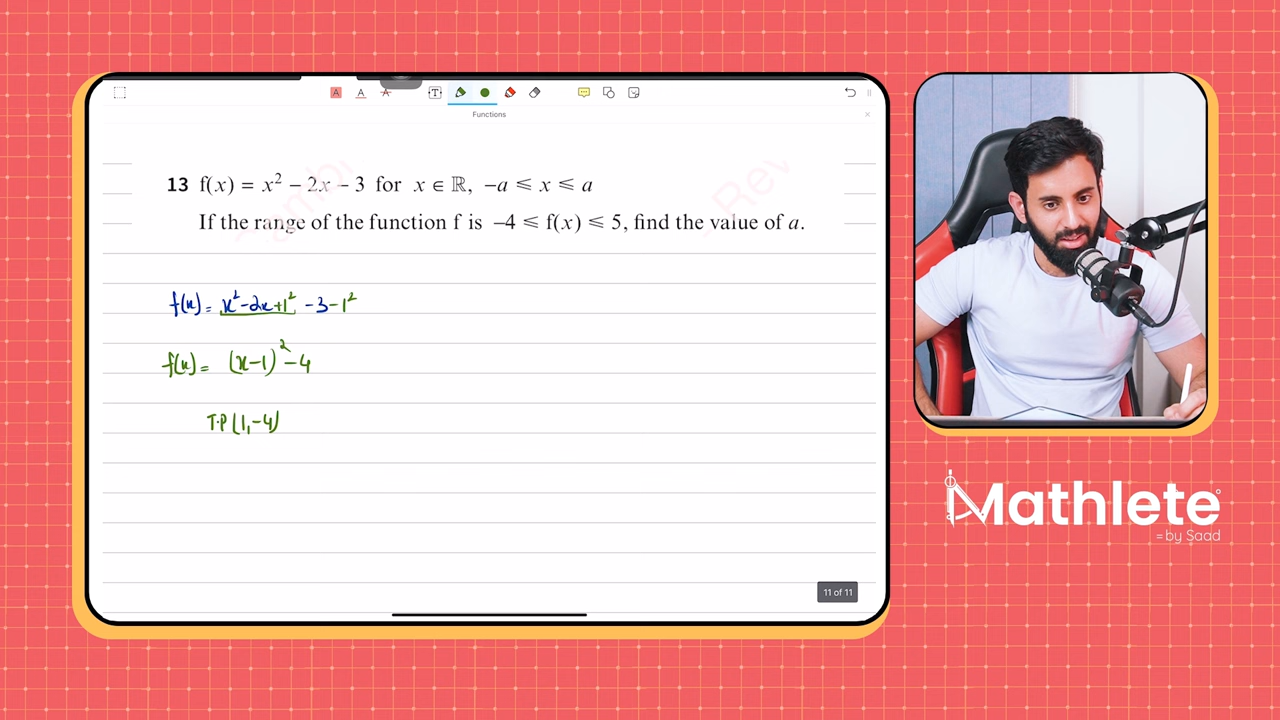 Functions
13 f(x) = x² − 2x − 3 for x ∈ ℝ, −a ⩽ x ⩽ a
If the range of the function f is −4 ⩽ f(x) ⩽ 5, find the value of a.
f(x) = x²-2x+1² -3-1²
f(x) = (x-1)² -4
T.P (1,-4)
11 of 11
Mathlete
= by Saad